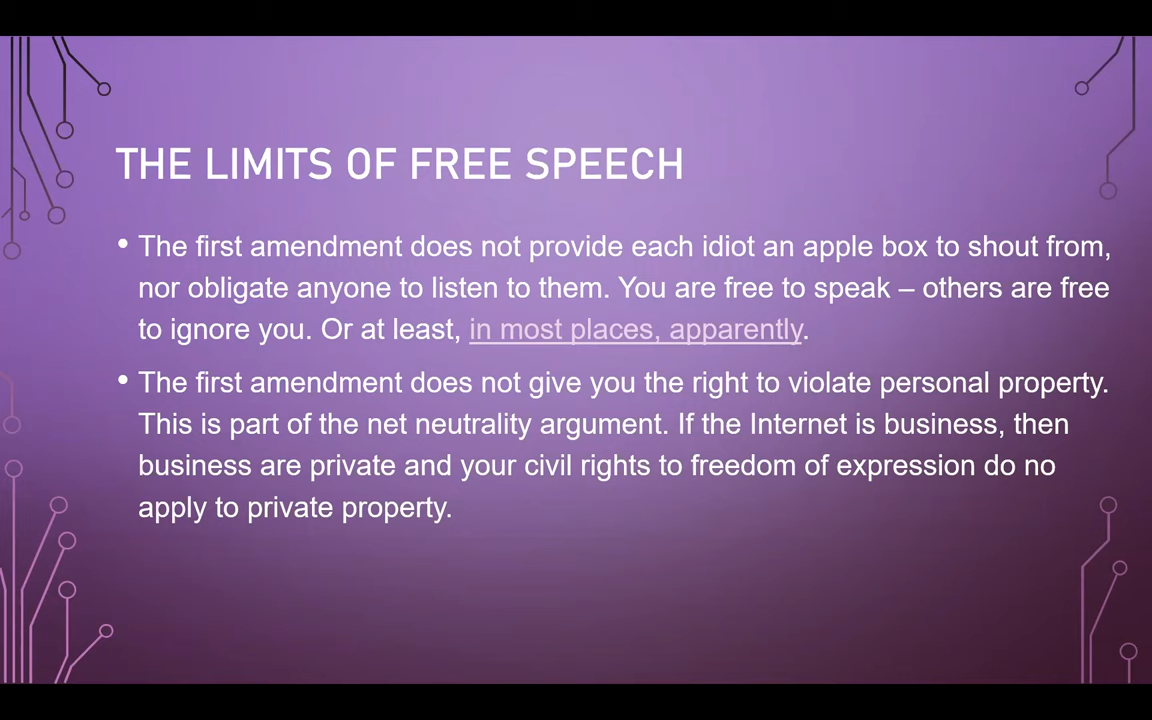 THE LIMITS OF FREE SPEECH
• The first amendment does not provide each idiot an apple box to shout from,
nor obligate anyone to listen to them. You are free to speak – others are free
to ignore you. Or at least, in most places, apparently.
• The first amendment does not give you the right to violate personal property.
This is part of the net neutrality argument. If the Internet is business, then
business are private and your civil rights to freedom of expression do no
apply to private property.